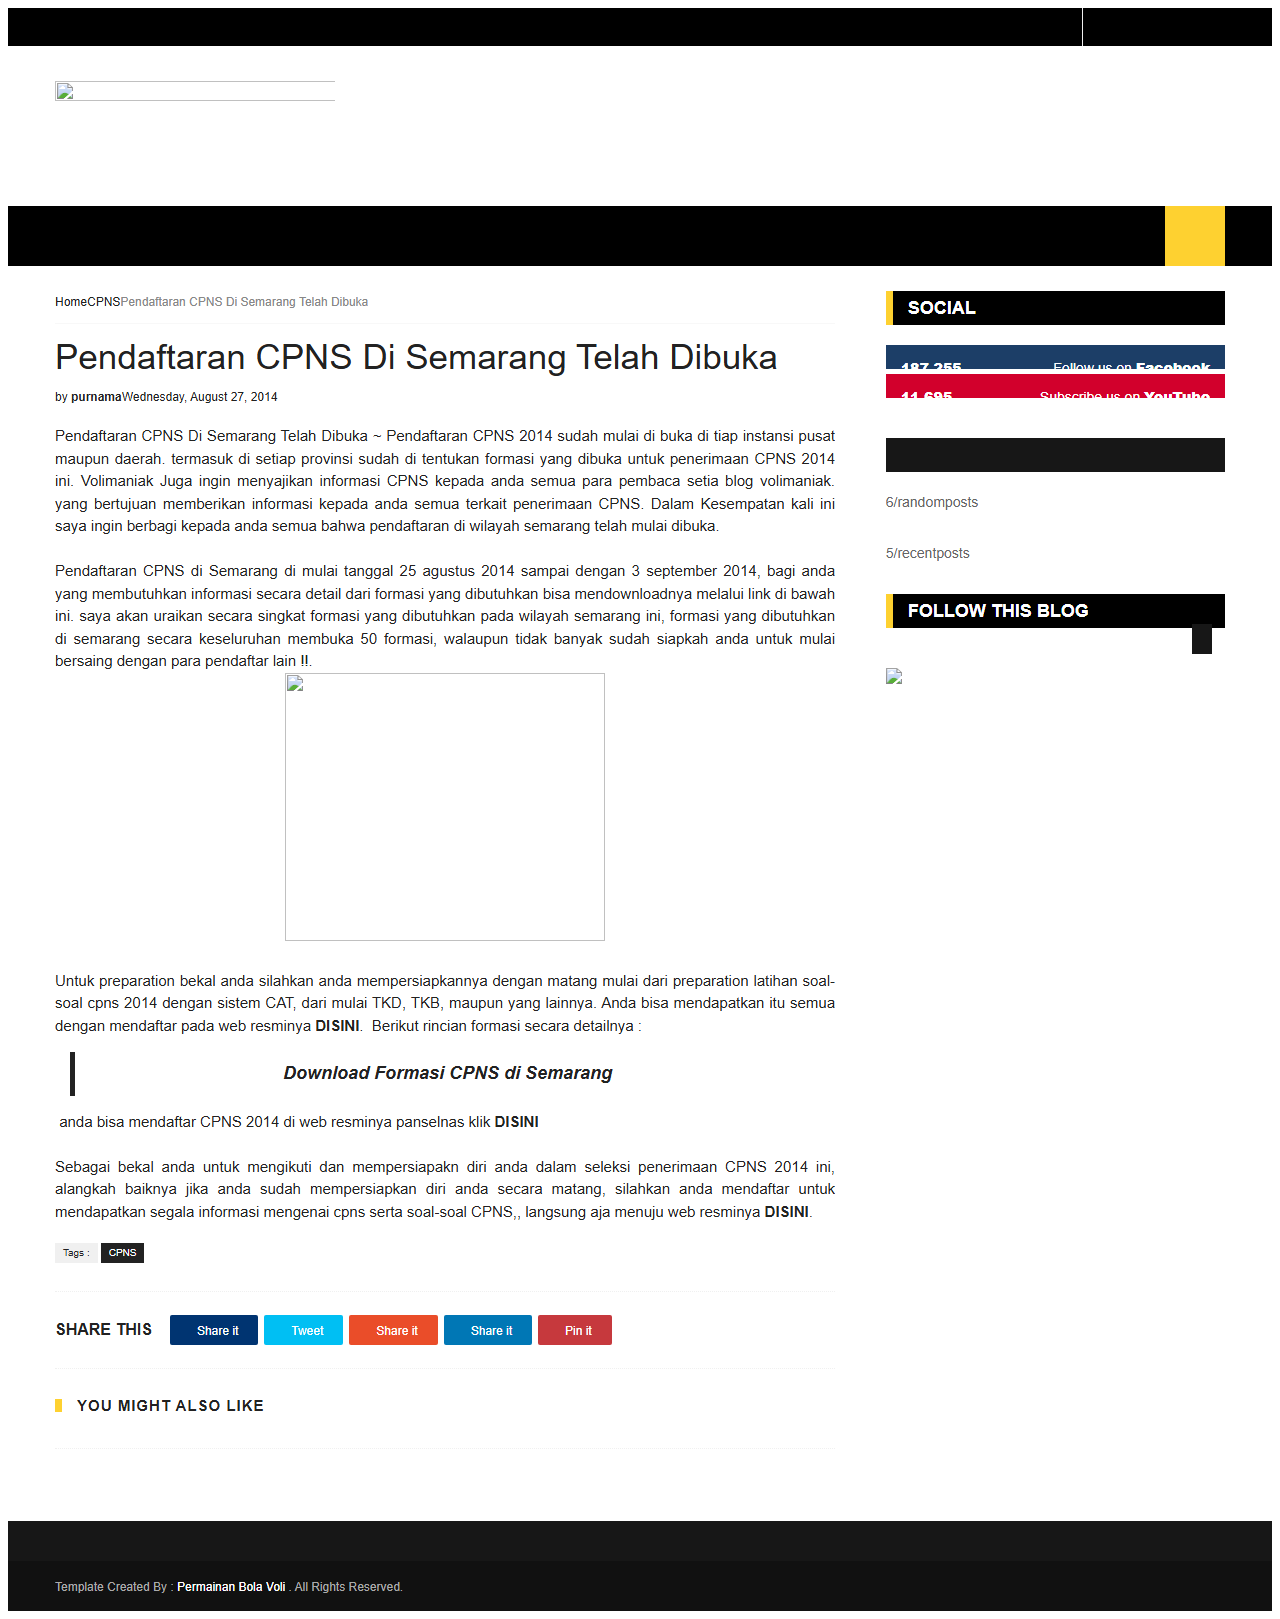 HomeCPNSPendaftaran CPNS Di Semarang Telah Dibuka
Pendaftaran CPNS Di Semarang Telah Dibuka
by purnamaWednesday, August 27, 2014
Pendaftaran CPNS Di Semarang Telah Dibuka ~ Pendaftaran CPNS 2014 sudah mulai di buka di tiap instansi pusat
maupun daerah. termasuk di setiap provinsi sudah di tentukan formasi yang dibuka untuk penerimaan CPNS 2014
ini. Volimaniak Juga ingin menyajikan informasi CPNS kepada anda semua para pembaca setia blog volimaniak.
yang bertujuan memberikan informasi kepada anda semua terkait penerimaan CPNS. Dalam Kesempatan kali ini
saya ingin berbagi kepada anda semua bahwa pendaftaran di wilayah semarang telah mulai dibuka.
Pendaftaran CPNS di Semarang di mulai tanggal 25 agustus 2014 sampai dengan 3 september 2014, bagi anda
yang membutuhkan informasi secara detail dari formasi yang dibutuhkan bisa mendownloadnya melalui link di bawah
ini. saya akan uraikan secara singkat formasi yang dibutuhkan pada wilayah semarang ini, formasi yang dibutuhkan
di semarang secara keseluruhan membuka 50 formasi, walaupun tidak banyak sudah siapkah anda untuk mulai
bersaing dengan para pendaftar lain !!.
Untuk preparation bekal anda silahkan anda mempersiapkannya dengan matang mulai dari preparation latihan soal-
soal cpns 2014 dengan sistem CAT, dari mulai TKD, TKB, maupun yang lainnya. Anda bisa mendapatkan itu semua
dengan mendaftar pada web resminya DISINI.  Berikut rincian formasi secara detailnya :
Download Formasi CPNS di Semarang
anda bisa mendaftar CPNS 2014 di web resminya panselnas klik DISINI
Sebagai bekal anda untuk mengikuti dan mempersiapakn diri anda dalam seleksi penerimaan CPNS 2014 ini,
alangkah baiknya jika anda sudah mempersiapkan diri anda secara matang, silahkan anda mendaftar untuk
mendapatkan segala informasi mengenai cpns serta soal-soal CPNS,, langsung aja menuju web resminya DISINI.
Tags : CPNS
SHARE THIS Share it Tweet Share it Share it Pin it
YOU MIGHT ALSO LIKE
SOCIAL
187,255 Follow us on Facebook
11,695 Subscribe us on YouTube
6/randomposts
5/recentposts
FOLLOW THIS BLOG
Template Created By : Permainan Bola Voli . All Rights Reserved.